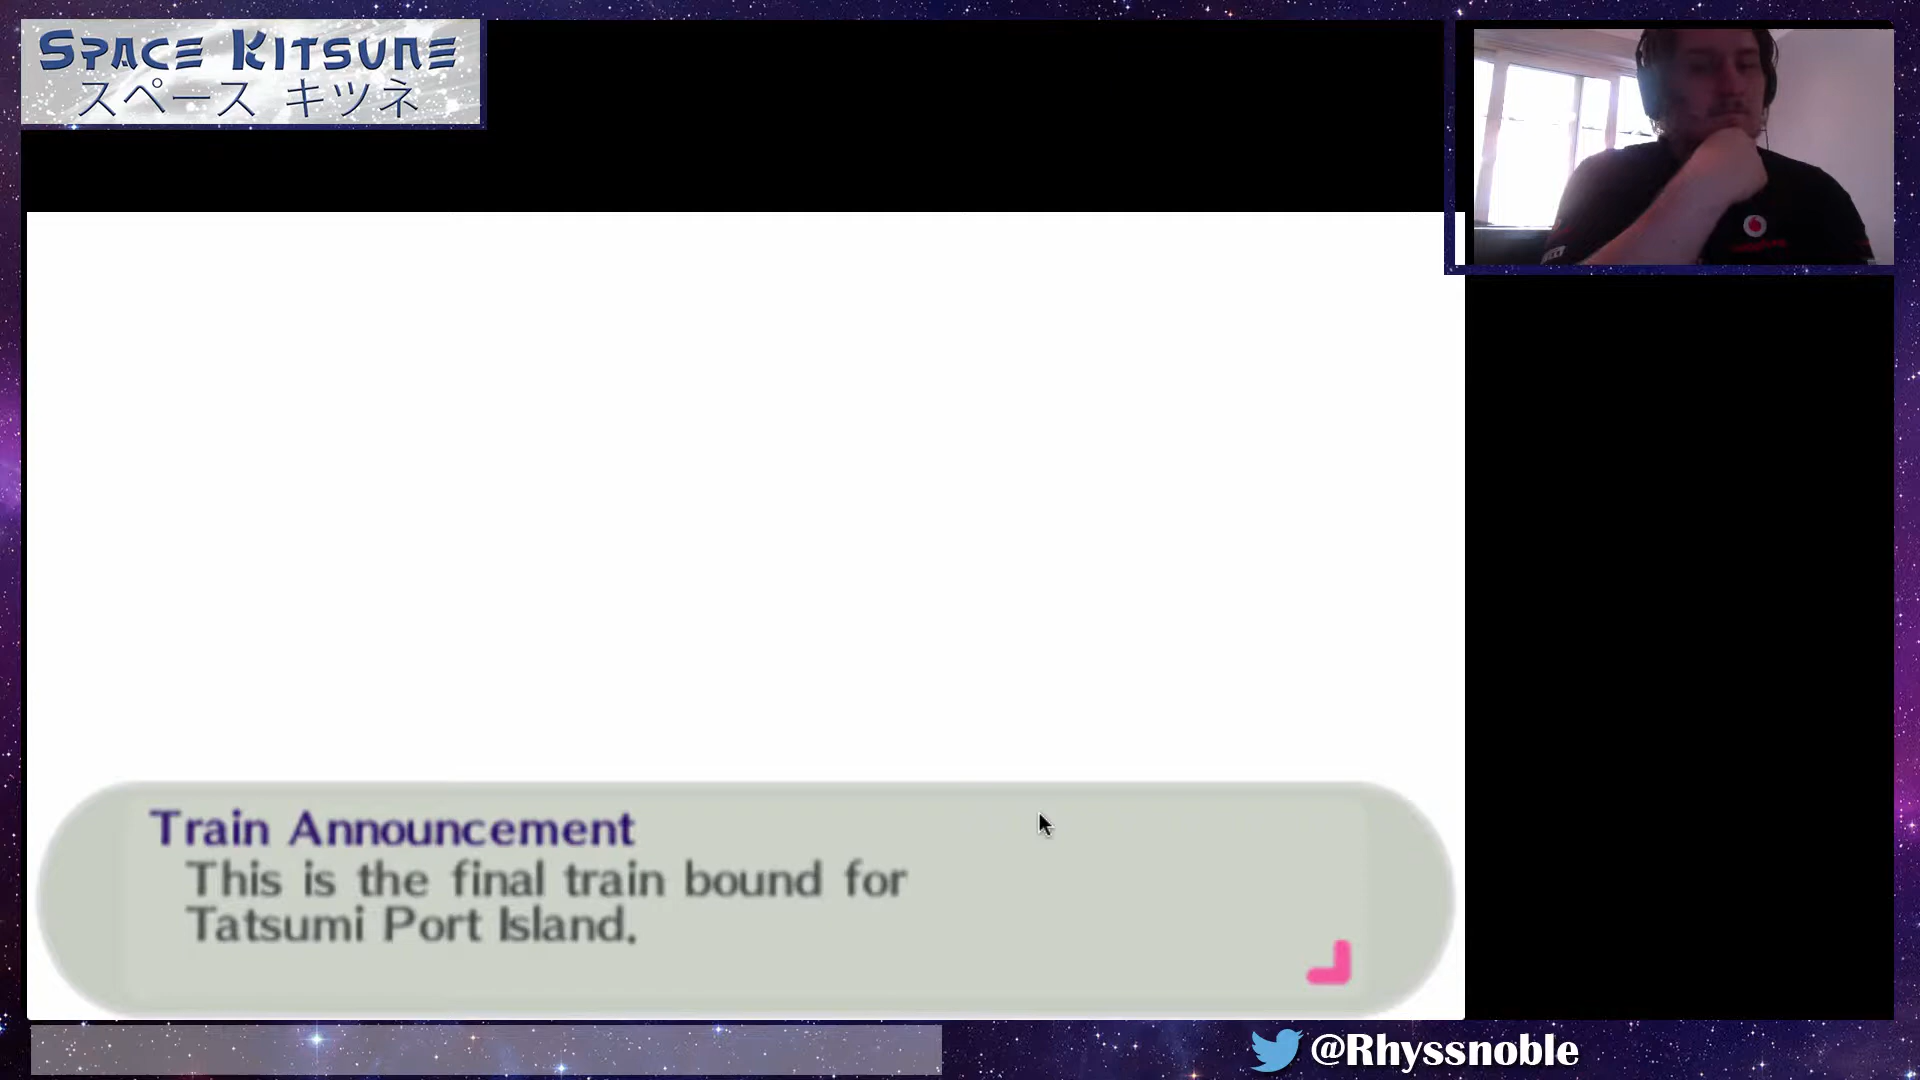 SPACE KITSUNE
スペース キツネ
Train Announcement
This is the final train bound for
Tatsumi Port Island.
@Rhyssnoble